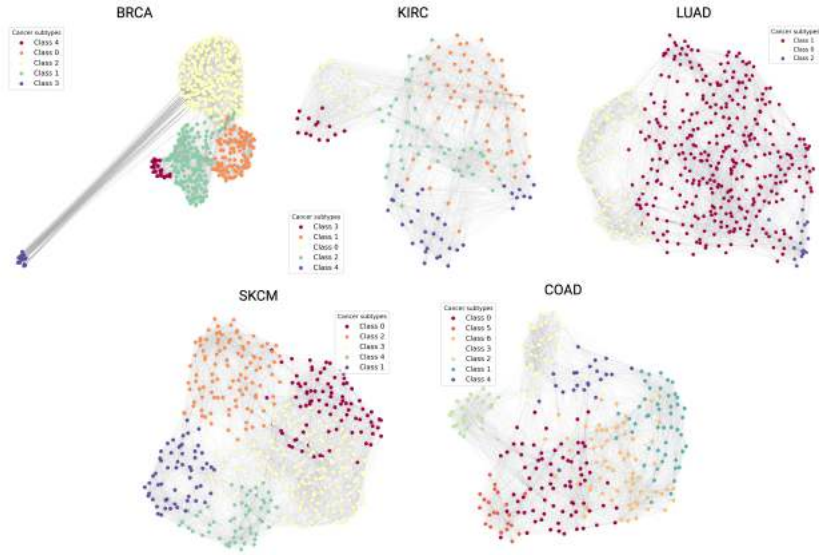 BRCA
Cancer subtypes
Class 4
Class 0
Class 2
Class 1
Class 3
KIRC
Cancer subtypes
Class 3
Class 1
Class 0
Class 2
Class 4
LUAD
Cancer subtypes
Class 1
Class 0
Class 2
SKCM
Cancer subtypes
Class 0
Class 2
Class 3
Class 4
Class 1
COAD
Cancer subtypes
Class 0
Class 5
Class 6
Class 3
Class 2
Class 1
Class 4